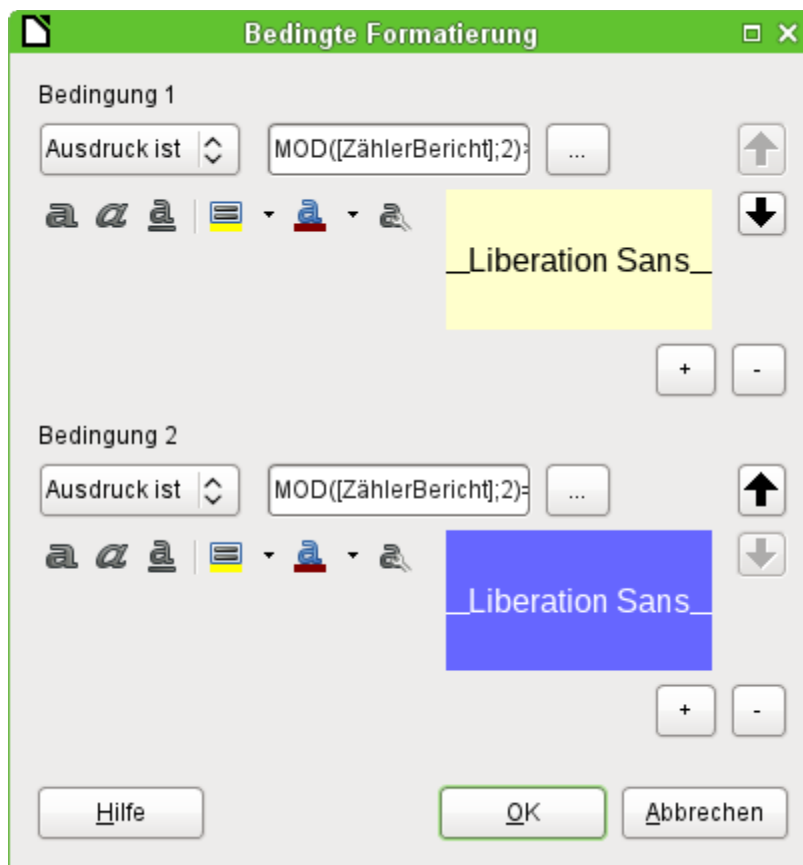 Bedingte Formatierung
Bedingung 1
Ausdruck ist MOD([ZählerBericht];2)> ...
_Liberation Sans_
+ -
Bedingung 2
Ausdruck ist MOD([ZählerBericht];2)= ...
_Liberation Sans_
+ -
Hilfe OK Abbrechen